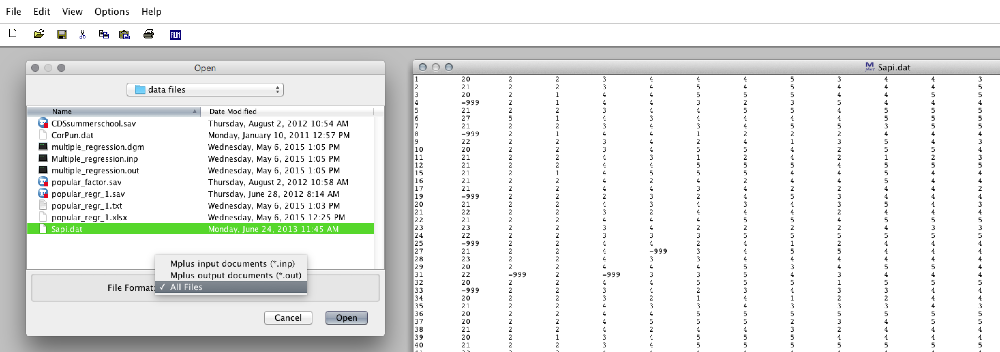 File Edit View Options Help
RUN
Open
data files
Name Date Modified
CDSsummerschool.sav Thursday, August 2, 2012 10:54 AM
CorPun.dat Monday, January 10, 2011 12:57 PM
multiple_regression.dgm Wednesday, May 6, 2015 1:05 PM
Multiple_regression.inp Wednesday, May 6, 2015 1:05 PM
multiple_regression.out Wednesday, May 6, 2015 1:05 PM
popular_factor.sav Thursday, August 2, 2012 10:58 AM
popular_regr_1.sav Thursday, June 28, 2012 8:14 AM
popular_regr_1.txt Wednesday, May 6, 2015 1:03 PM
popular_regr_1.xlsx Wednesday, May 6, 2015 12:25 PM
Sapi.dat Monday, June 24, 2013 11:45 AM
Mplus input documents (*.inp)
Mplus output documents (*.out)
File Format: ✓ All Files
Cancel Open
Mplus7 Sapi.dat
1 20 2 2 3 4 4 4 5 3 4 4 3
2 21 2 2 3 4 5 4 5 4 4 4 5
3 20 2 1 4 4 5 5 5 4 4 5 5
4 -999 2 1 4 4 3 2 3 5 4 4 4
5 21 2 2 3 4 4 5 5 4 5 5 5
6 27 5 1 4 3 4 4 4 4 5 5 5
7 21 2 2 3 4 3 4 5 5 3 5 5
8 -999 2 1 4 4 1 2 2 2 4 4 4
9 22 2 2 3 4 2 4 1 3 5 4 3
10 20 2 2 3 4 5 5 4 2 5 5 4
11 21 2 2 4 3 1 2 4 2 1 2 3
12 21 2 2 4 4 5 5 4 5 5 5 5
15 21 2 1 4 5 5 5 4 4 5 4 4
16 21 2 2 4 2 4 2 4 4 5 4 4
17 21 2 2 4 4 3 4 2 2 4 4 2
19 -999 2 2 2 3 2 4 5 3 4 4 4
20 21 2 2 4 3 4 3 4 3 5 4 3
21 22 2 2 3 2 4 4 4 2 4 4 4
22 21 2 2 4 4 4 5 5 4 5 5 5
23 23 2 2 3 4 2 2 2 2 4 3 3
24 22 2 2 3 3 3 5 5 5 5 5 5
25 -999 2 2 4 4 2 4 1 2 4 4 4
27 21 2 2 4 -999 3 4 5 5 4 4 4
28 23 2 2 4 3 3 4 4 4 4 4 4
29 20 2 2 4 4 4 5 3 4 5 5 4
31 22 -999 2 -999 3 3 5 4 3 4 5 4
32 20 2 2 4 4 5 5 5 1 5 5 5
33 -999 2 2 3 4 2 3 4 3 3 4 4
34 20 2 2 3 2 1 4 1 2 2 4 4
35 21 2 2 4 3 3 4 3 3 3 4 3
36 20 2 2 4 4 5 5 5 5 5 5 5
37 20 2 2 4 5 5 5 2 3 4 5 5
38 21 2 2 4 2 4 4 3 2 4 4 4
39 20 2 1 3 4 5 5 5 4 5 4 4
40 21 2 2 3 4 5 5 5 5 5 5 5